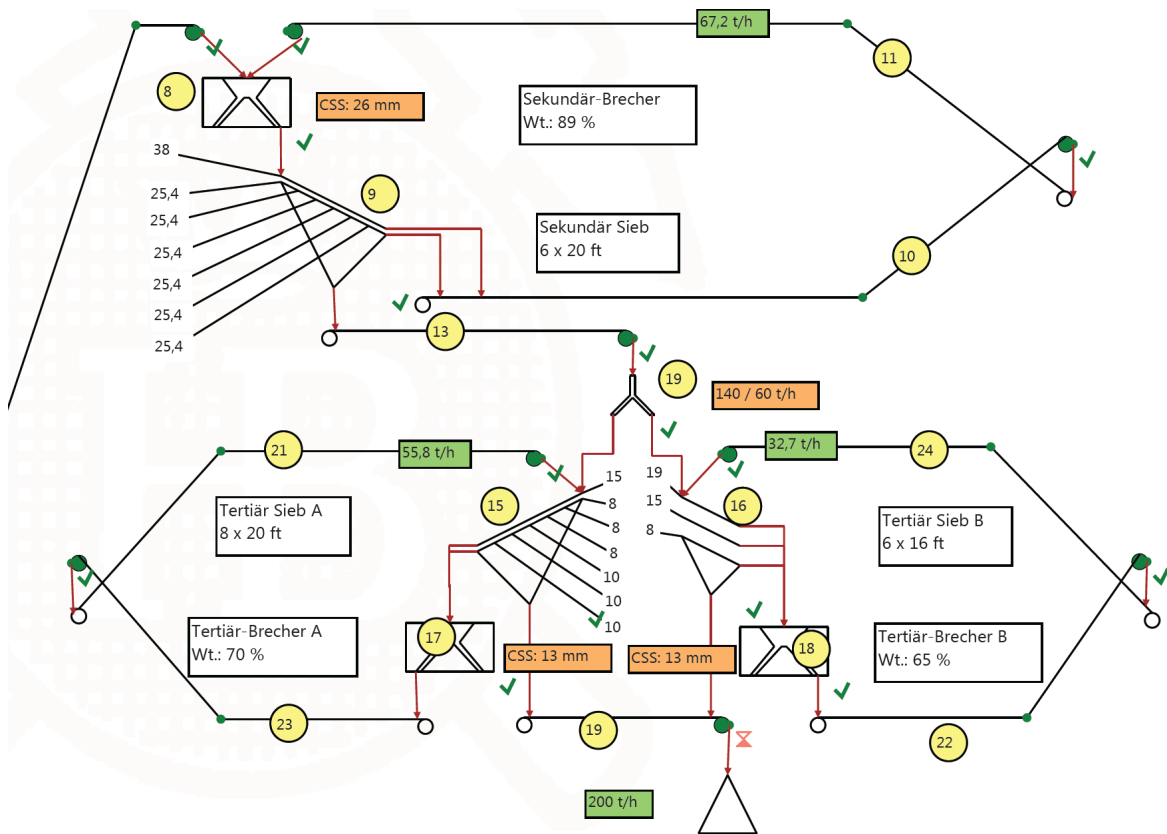 67,2 t/h
11
8
CSS: 26 mm
Sekundär-Brecher
Wt.: 89 %
38
25,4
25,4
25,4
25,4
25,4
25,4
9
Sekundär Sieb
6 x 20 ft
10
13
19
140 / 60 t/h
21
55,8 t/h
32,7 t/h
24
15
8
8
8
10
10
10
19
15
8
15
16
Tertiär Sieb A
8 x 20 ft
Tertiär Sieb B
6 x 16 ft
Tertiär-Brecher A
Wt.: 70 %
17
CSS: 13 mm
CSS: 13 mm
18
Tertiär-Brecher B
Wt.: 65 %
23
19
22
200 t/h